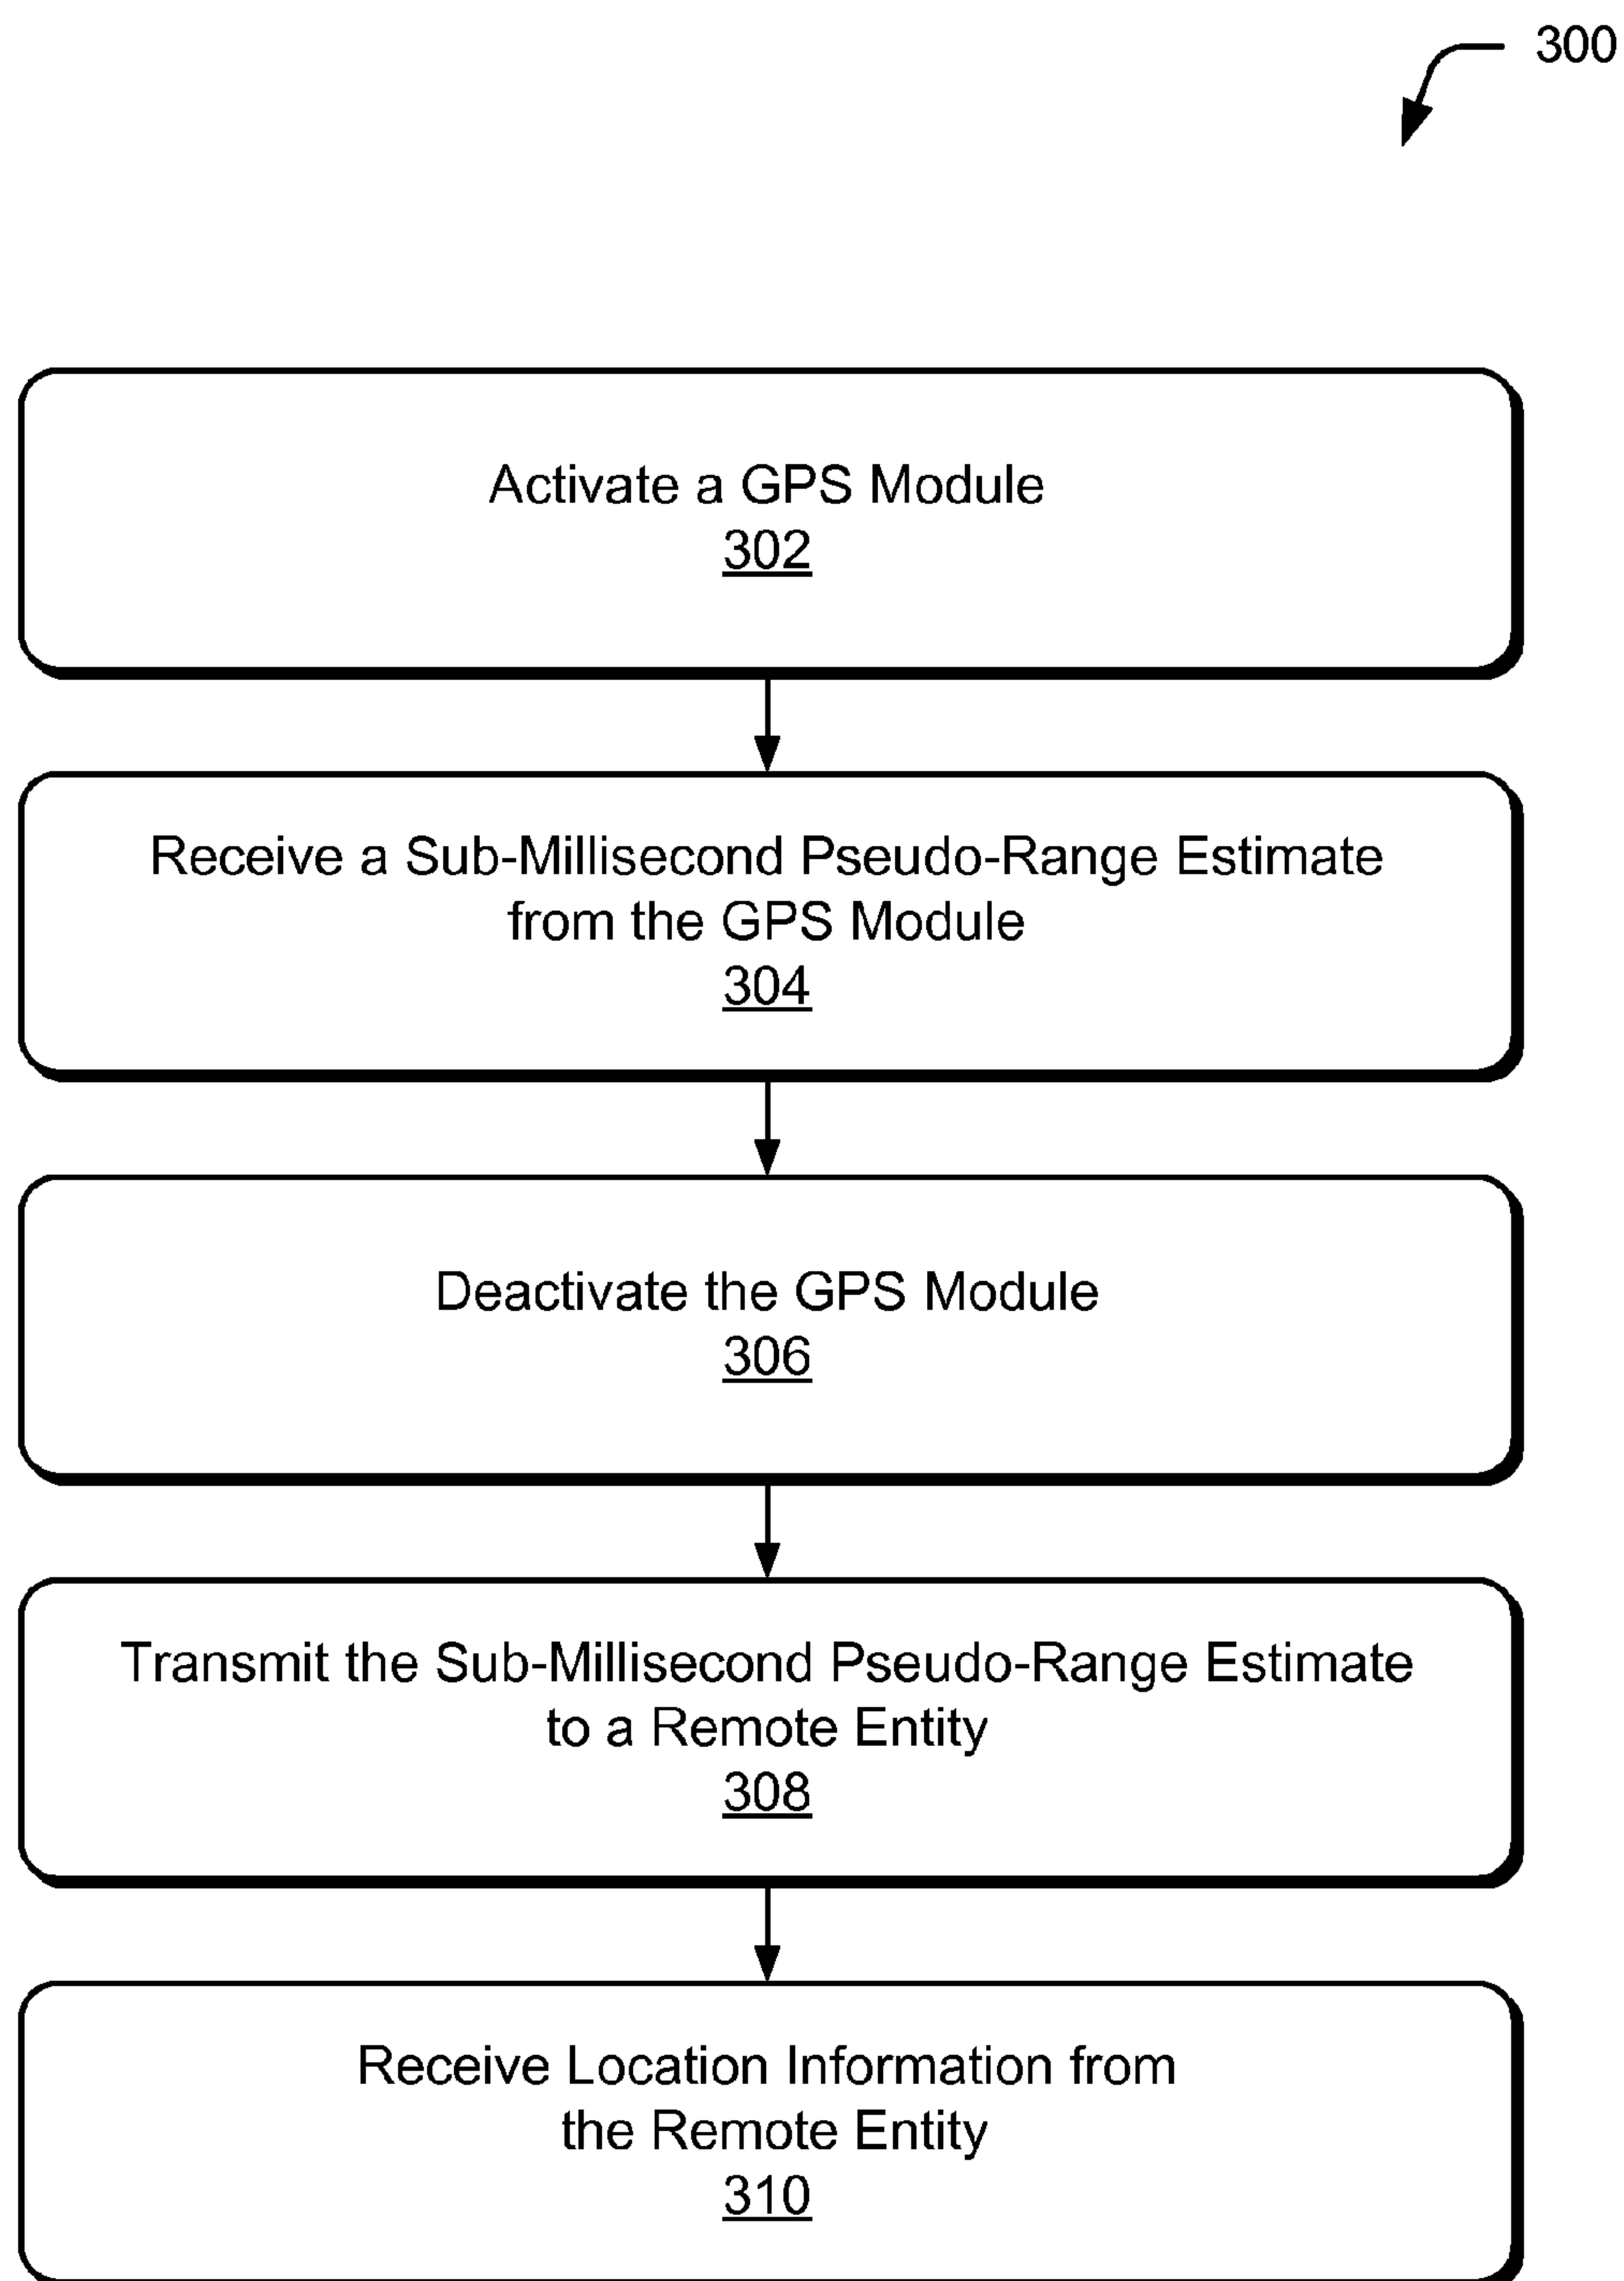 300
Activate a GPS Module
302
Receive a Sub-Millisecond Pseudo-Range Estimate
from the GPS Module
304
Deactivate the GPS Module
306
Transmit the Sub-Millisecond Pseudo-Range Estimate
to a Remote Entity
308
Receive Location Information from
the Remote Entity
310